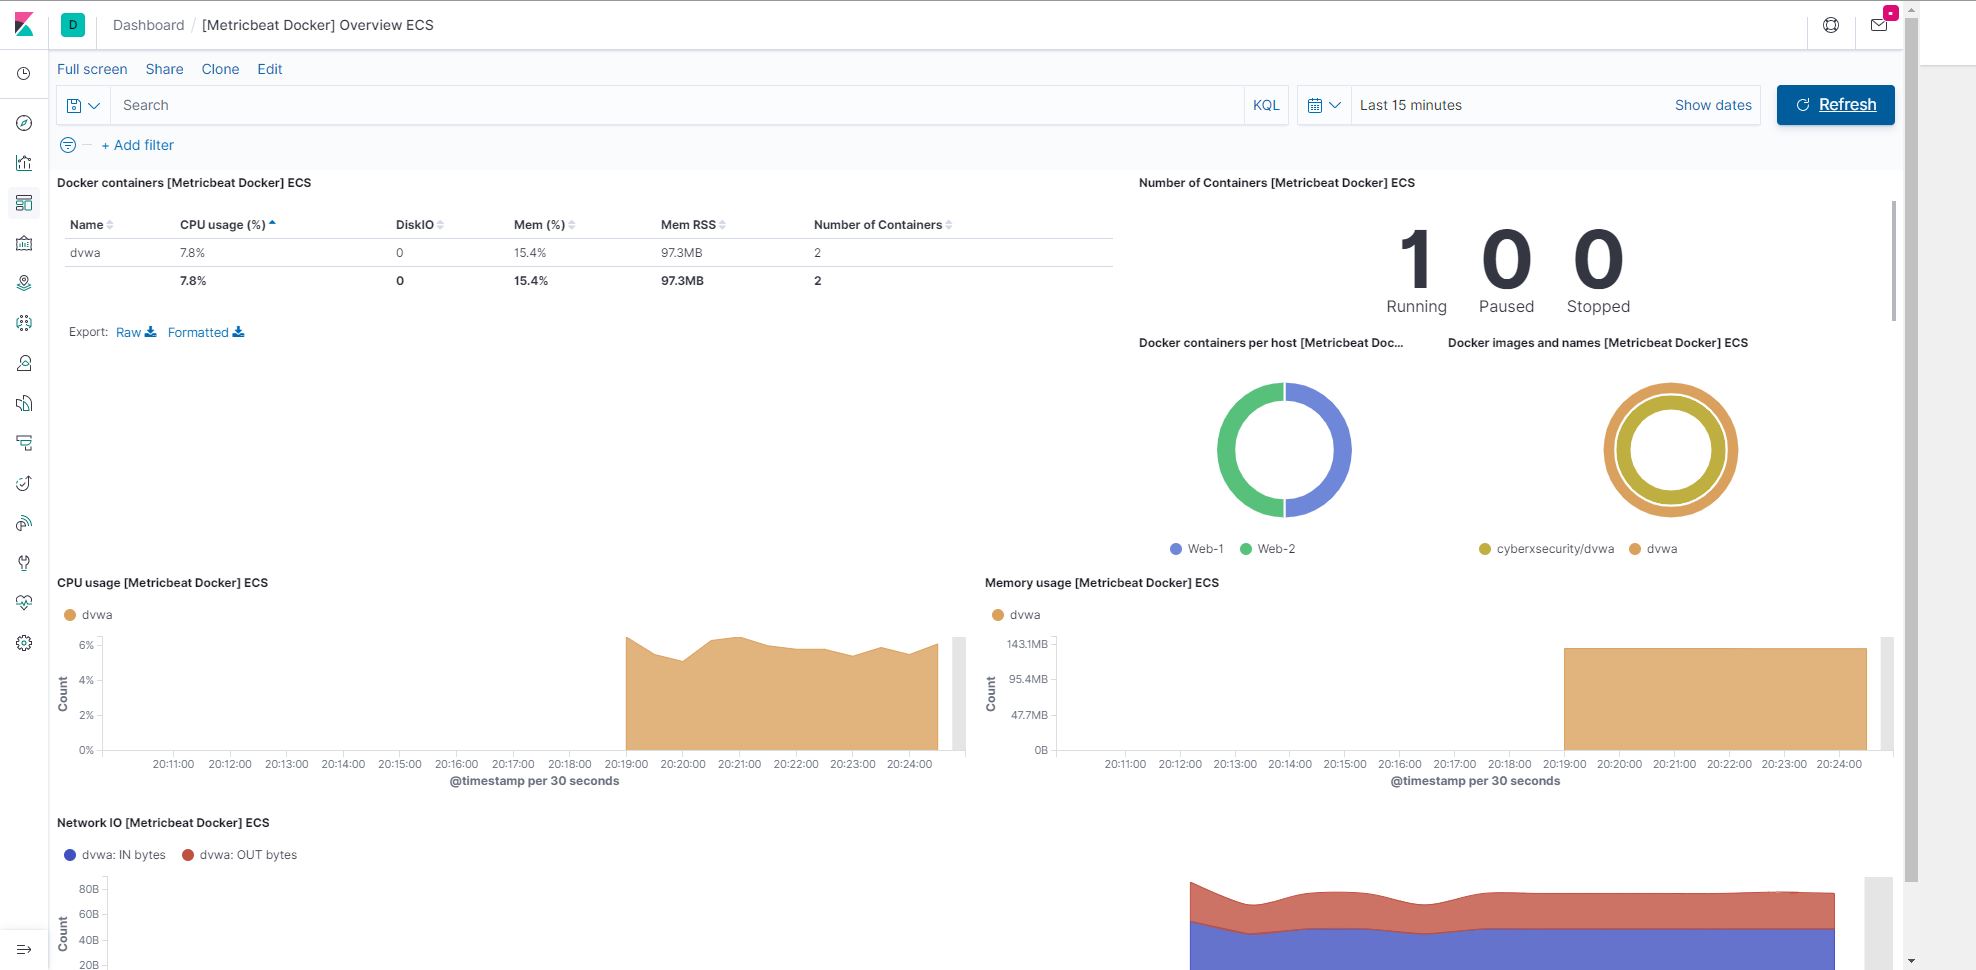 D Dashboard / [Metricbeat Docker] Overview ECS
Full screen Share Clone Edit
Search KQL Last 15 minutes Show dates Refresh
+ Add filter
Docker containers [Metricbeat Docker] ECS
Name CPU usage (%) DiskIO Mem (%) Mem RSS Number of Containers
dvwa 7.8% 0 15.4% 97.3MB 2
7.8% 0 15.4% 97.3MB 2
Export: Raw Formatted
Number of Containers [Metricbeat Docker] ECS
1 0 0
Running Paused Stopped
Docker containers per host [Metricbeat Doc...
Web-1 Web-2
Docker images and names [Metricbeat Docker] ECS
cyberxsecurity/dvwa dvwa
CPU usage [Metricbeat Docker] ECS
dvwa
6%
4%
2%
0%
Count
20:11:00 20:12:00 20:13:00 20:14:00 20:15:00 20:16:00 20:17:00 20:18:00 20:19:00 20:20:00 20:21:00 20:22:00 20:23:00 20:24:00
@timestamp per 30 seconds
Memory usage [Metricbeat Docker] ECS
dvwa
143.1MB
95.4MB
47.7MB
0B
Count
20:11:00 20:12:00 20:13:00 20:14:00 20:15:00 20:16:00 20:17:00 20:18:00 20:19:00 20:20:00 20:21:00 20:22:00 20:23:00 20:24:00
@timestamp per 30 seconds
Network IO [Metricbeat Docker] ECS
dvwa: IN bytes dvwa: OUT bytes
80B
60B
40B
20B
Count